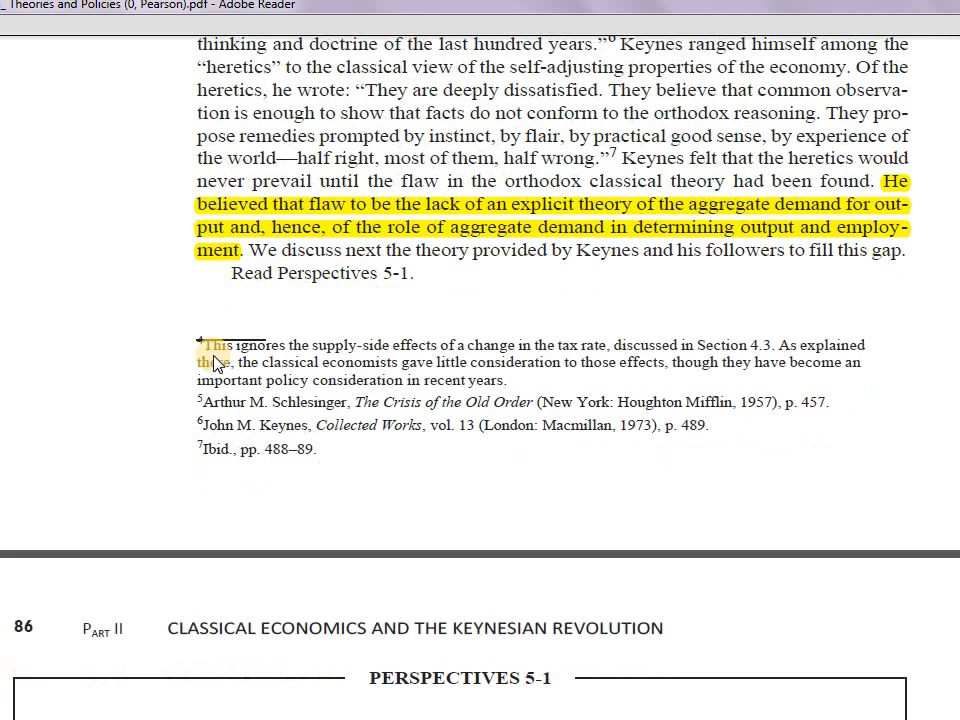 _ Theories and Policies (0, Pearson).pdf - Adobe Reader
thinking and doctrine of the last hundred years.”6 Keynes ranged himself among the
“heretics” to the classical view of the self-adjusting properties of the economy. Of the
heretics, he wrote: “They are deeply dissatisfied. They believe that common observa-
tion is enough to show that facts do not conform to the orthodox reasoning. They pro-
pose remedies prompted by instinct, by flair, by practical good sense, by experience of
the world—half right, most of them, half wrong.”7 Keynes felt that the heretics would
never prevail until the flaw in the orthodox classical theory had been found. He
believed that flaw to be the lack of an explicit theory of the aggregate demand for out-
put and, hence, of the role of aggregate demand in determining output and employ-
ment. We discuss next the theory provided by Keynes and his followers to fill this gap.
Read Perspectives 5-1.
4This ignores the supply-side effects of a change in the tax rate, discussed in Section 4.3. As explained
there, the classical economists gave little consideration to those effects, though they have become an
important policy consideration in recent years.
5Arthur M. Schlesinger, The Crisis of the Old Order (New York: Houghton Mifflin, 1957), p. 457.
6John M. Keynes, Collected Works, vol. 13 (London: Macmillan, 1973), p. 489.
7Ibid., pp. 488–89.
86 PART II CLASSICAL ECONOMICS AND THE KEYNESIAN REVOLUTION
PERSPECTIVES 5-1